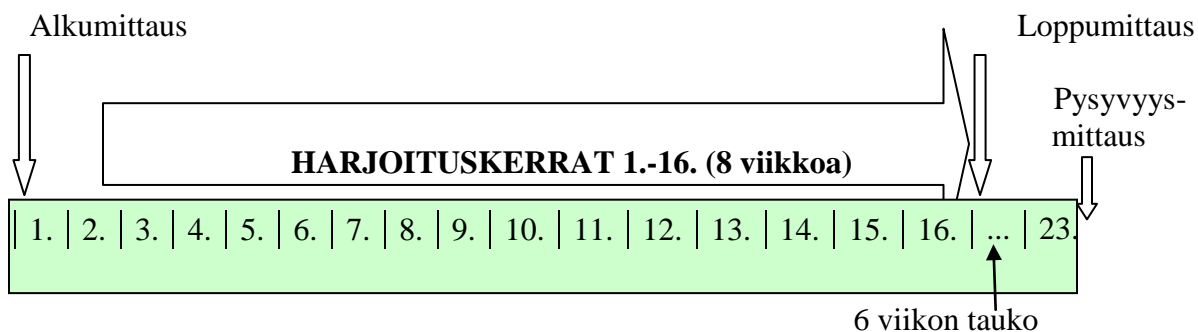 Alkumittaus
Loppumittaus
Pysyvyys-
mittaus
HARJOITUSKERRAT 1.-16. (8 viikkoa)
1. 2. 3. 4. 5. 6. 7. 8. 9. 10. 11. 12. 13. 14. 15. 16. ... 23.
6 viikon tauko